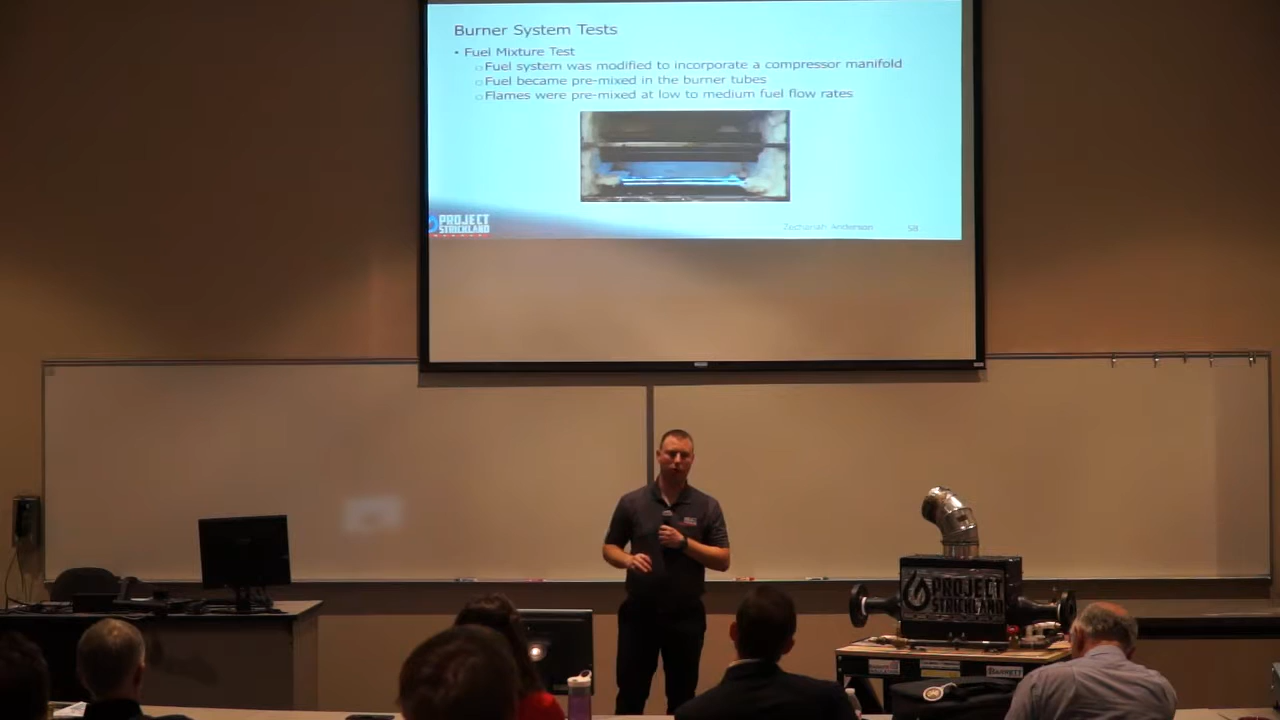 Burner System Tests
• Fuel Mixture Test
○ Fuel system was modified to incorporate a compressor manifold
○ Fuel became pre-mixed in the burner tubes
○ Flames were pre-mixed at low to medium fuel flow rates
PROJECT
STRICKLAND
Zachariah Anderson 58
PROJECT
STRICKLAND
BARRETT